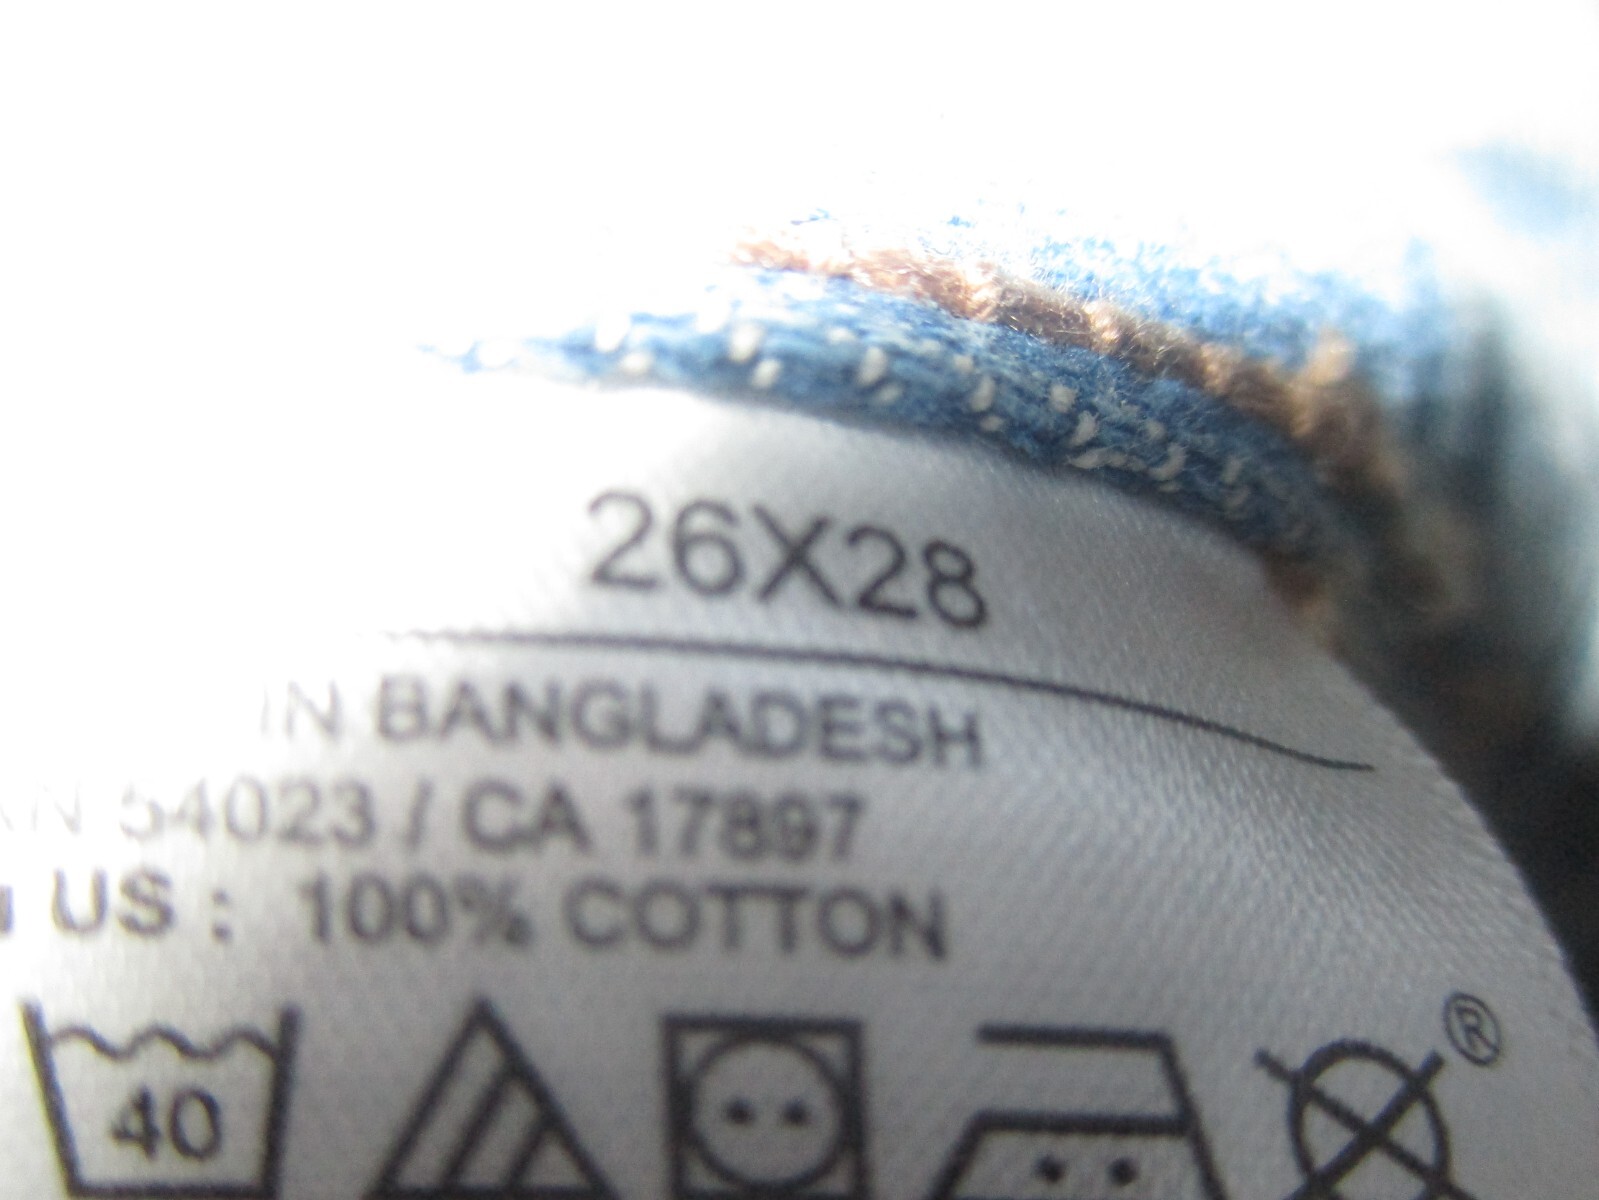 26X28
IN BANGLADESH
54023 / CA 17897
US : 100% COTTON
®
40